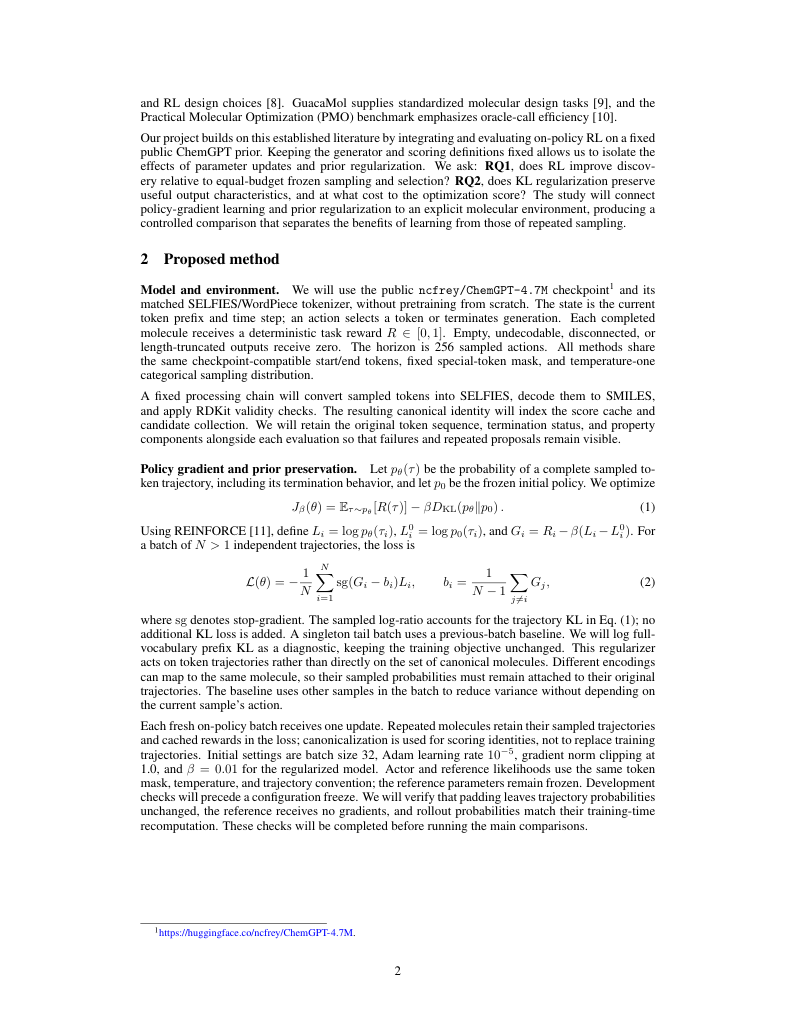 and RL design choices [8]. GuacaMol supplies standardized molecular design tasks [9], and the
Practical Molecular Optimization (PMO) benchmark emphasizes oracle-call efficiency [10].
Our project builds on this established literature by integrating and evaluating on-policy RL on a fixed
public ChemGPT prior. Keeping the generator and scoring definitions fixed allows us to isolate the
effects of parameter updates and prior regularization. We ask: RQ1, does RL improve discov-
ery relative to equal-budget frozen sampling and selection? RQ2, does KL regularization preserve
useful output characteristics, and at what cost to the optimization score? The study will connect
policy-gradient learning and prior regularization to an explicit molecular environment, producing a
controlled comparison that separates the benefits of learning from those of repeated sampling.
2 Proposed method
Model and environment. We will use the public ncfrey/ChemGPT-4.7M checkpoint¹ and its
matched SELFIES/WordPiece tokenizer, without pretraining from scratch. The state is the current
token prefix and time step; an action selects a token or terminates generation. Each completed
molecule receives a deterministic task reward R ∈ [0, 1]. Empty, undecodable, disconnected, or
length-truncated outputs receive zero. The horizon is 256 sampled actions. All methods share
the same checkpoint-compatible start/end tokens, fixed special-token mask, and temperature-one
categorical sampling distribution.
A fixed processing chain will convert sampled tokens into SELFIES, decode them to SMILES,
and apply RDKit validity checks. The resulting canonical identity will index the score cache and
candidate collection. We will retain the original token sequence, termination status, and property
components alongside each evaluation so that failures and repeated proposals remain visible.
Policy gradient and prior preservation. Let p_θ(τ) be the probability of a complete sampled to-
ken trajectory, including its termination behavior, and let p_0 be the frozen initial policy. We optimize
J_β(θ) = E_{τ∼p_θ}[R(τ)] − βD_KL(p_θ∥p_0) . (1)
Using REINFORCE [11], define L_i = log p_θ(τ_i), L_i^0 = log p_0(τ_i), and G_i = R_i − β(L_i − L_i^0). For
a batch of N > 1 independent trajectories, the loss is
L(θ) = −1/N ∑_{i=1}^{N} sg(G_i − b_i)L_i, b_i = 1/(N − 1) ∑_{j≠i} G_j, (2)
where sg denotes stop-gradient. The sampled log-ratio accounts for the trajectory KL in Eq. (1); no
additional KL loss is added. A singleton tail batch uses a previous-batch baseline. We will log full-
vocabulary prefix KL as a diagnostic, keeping the training objective unchanged. This regularizer
acts on token trajectories rather than directly on the set of canonical molecules. Different encodings
can map to the same molecule, so their sampled probabilities must remain attached to their original
trajectories. The baseline uses other samples in the batch to reduce variance without depending on
the current sample's action.
Each fresh on-policy batch receives one update. Repeated molecules retain their sampled trajectories
and cached rewards in the loss; canonicalization is used for scoring identities, not to replace training
trajectories. Initial settings are batch size 32, Adam learning rate 10⁻⁵, gradient norm clipping at
1.0, and β = 0.01 for the regularized model. Actor and reference likelihoods use the same token
mask, temperature, and trajectory convention; the reference parameters remain frozen. Development
checks will precede a configuration freeze. We will verify that padding leaves trajectory probabilities
unchanged, the reference receives no gradients, and rollout probabilities match their training-time
recomputation. These checks will be completed before running the main comparisons.
¹https://huggingface.co/ncfrey/ChemGPT-4.7M.
2